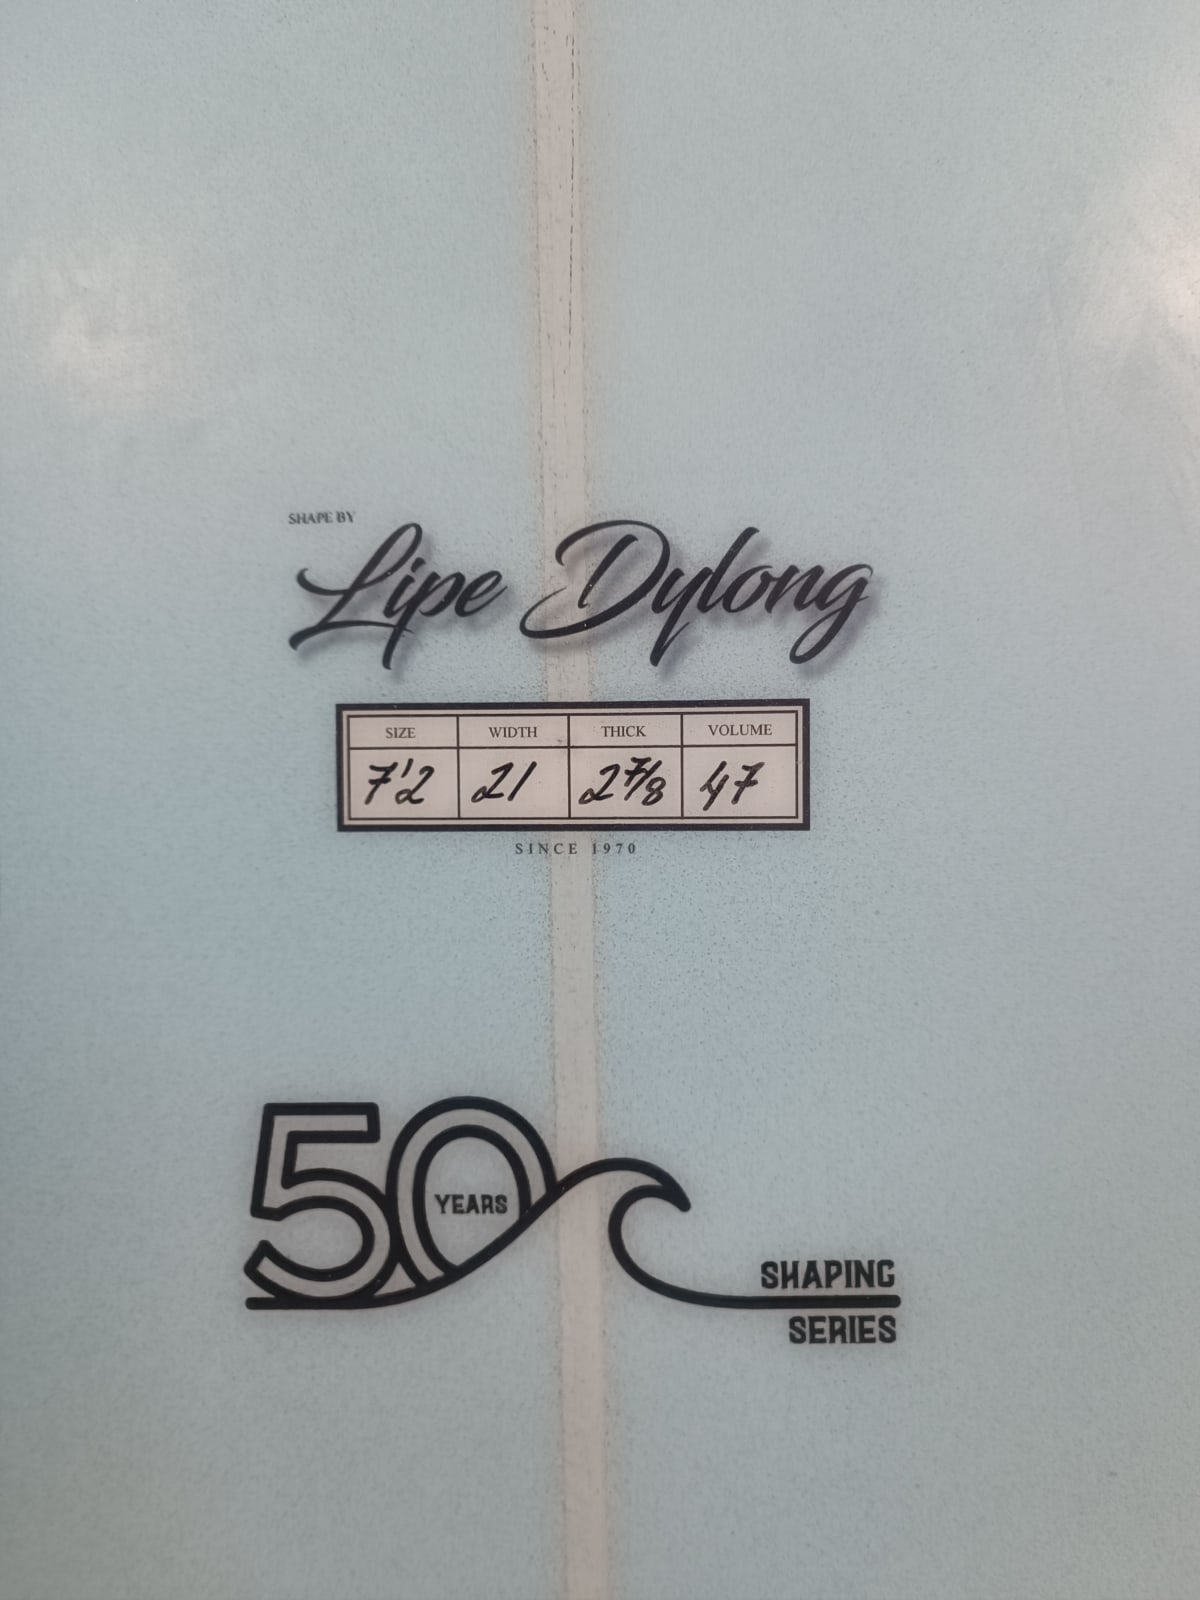 SHAPE BY
Lipe Dylong
SIZE WIDTH THICK VOLUME
7'2 21 2 7/8 47
SINCE 1970
50 YEARS
SHAPING
SERIES